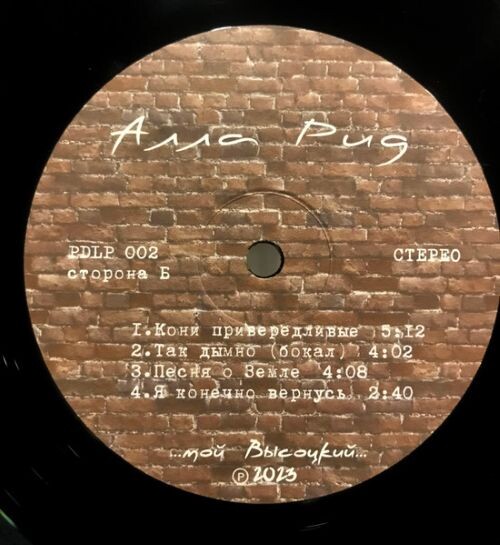 Алла Рид
PDLP 002
СТЕРЕО
сторона Б
1.Кони привередливые 5:12
2.Так дымно (бокал) 4:02
3.Песня о Земле 4:08
4.Я конечно вернусь 2:40
...мой Высоцкий...
℗ 2023